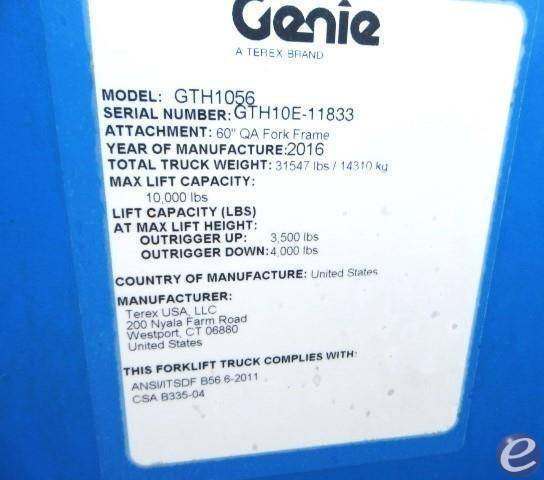 Genie
A TEREX BRAND
MODEL: GTH1056
SERIAL NUMBER: GTH10E-11833
ATTACHMENT: 60" QA Fork Frame
YEAR OF MANUFACTURE:2016
TOTAL TRUCK WEIGHT: 31547 lbs / 14310 kg
MAX LIFT CAPACITY:
10,000 lbs
LIFT CAPACITY (LBS)
AT MAX LIFT HEIGHT:
OUTRIGGER UP: 3,500 lbs
OUTRIGGER DOWN: 4,000 lbs
COUNTRY OF MANUFACTURE: United States
MANUFACTURER:
Terex USA, LLC
200 Nyala Farm Road
Westport, CT 06880
United States
THIS FORKLIFT TRUCK COMPLIES WITH:
ANSI/ITSDF B56.6-2011
CSA B335-04
e